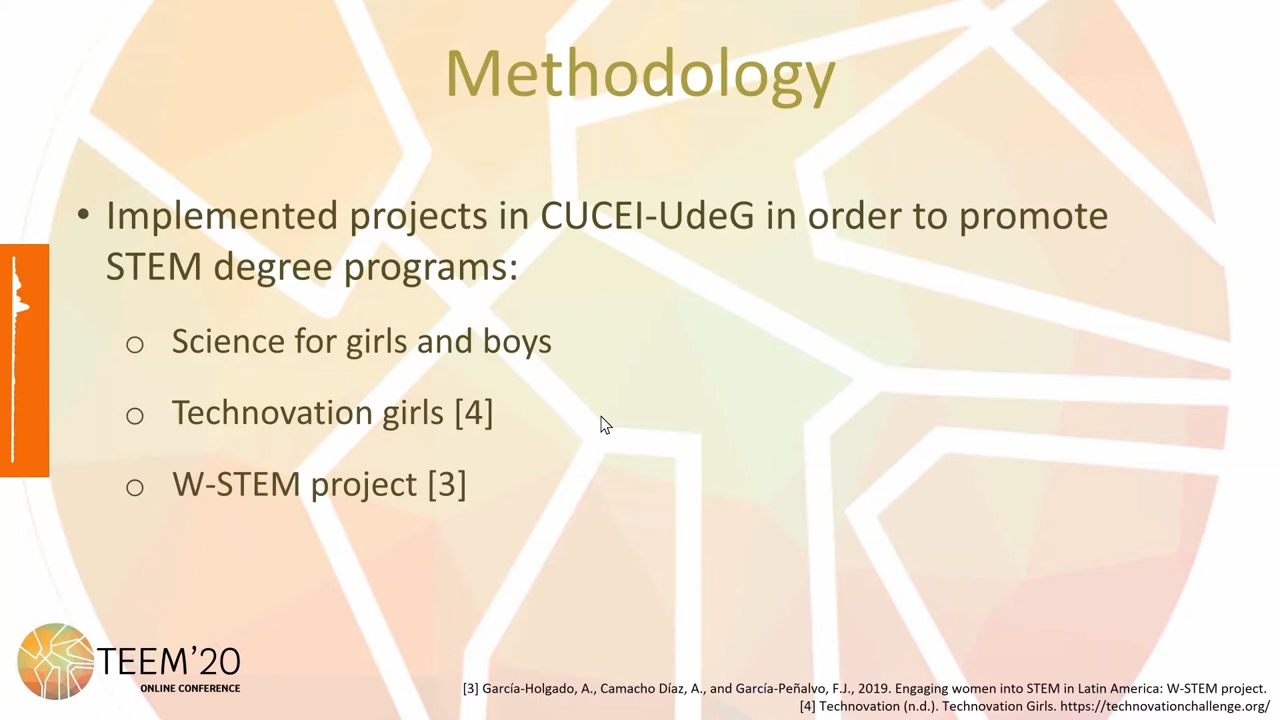 Methodology
• Implemented projects in CUCEI-UdeG in order to promote
STEM degree programs:
o Science for girls and boys
o Technovation girls [4]
o W-STEM project [3]
TEEM’20
ONLINE CONFERENCE
[3] García-Holgado, A., Camacho Díaz, A., and García-Peñalvo, F.J., 2019. Engaging women into STEM in Latin America: W-STEM project.
[4] Technovation (n.d.). Technovation Girls. https://technovationchallenge.org/